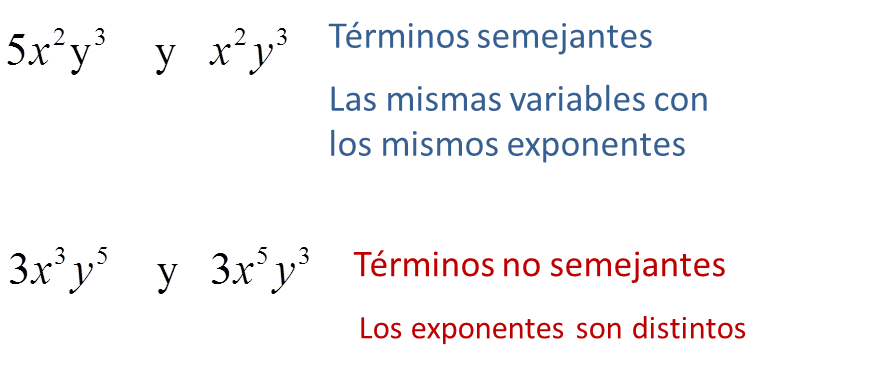 5x²y³ y x²y³ Términos semejantes
Las mismas variables con
los mismos exponentes
3x³y⁵ y 3x⁵y³ Términos no semejantes
Los exponentes son distintos